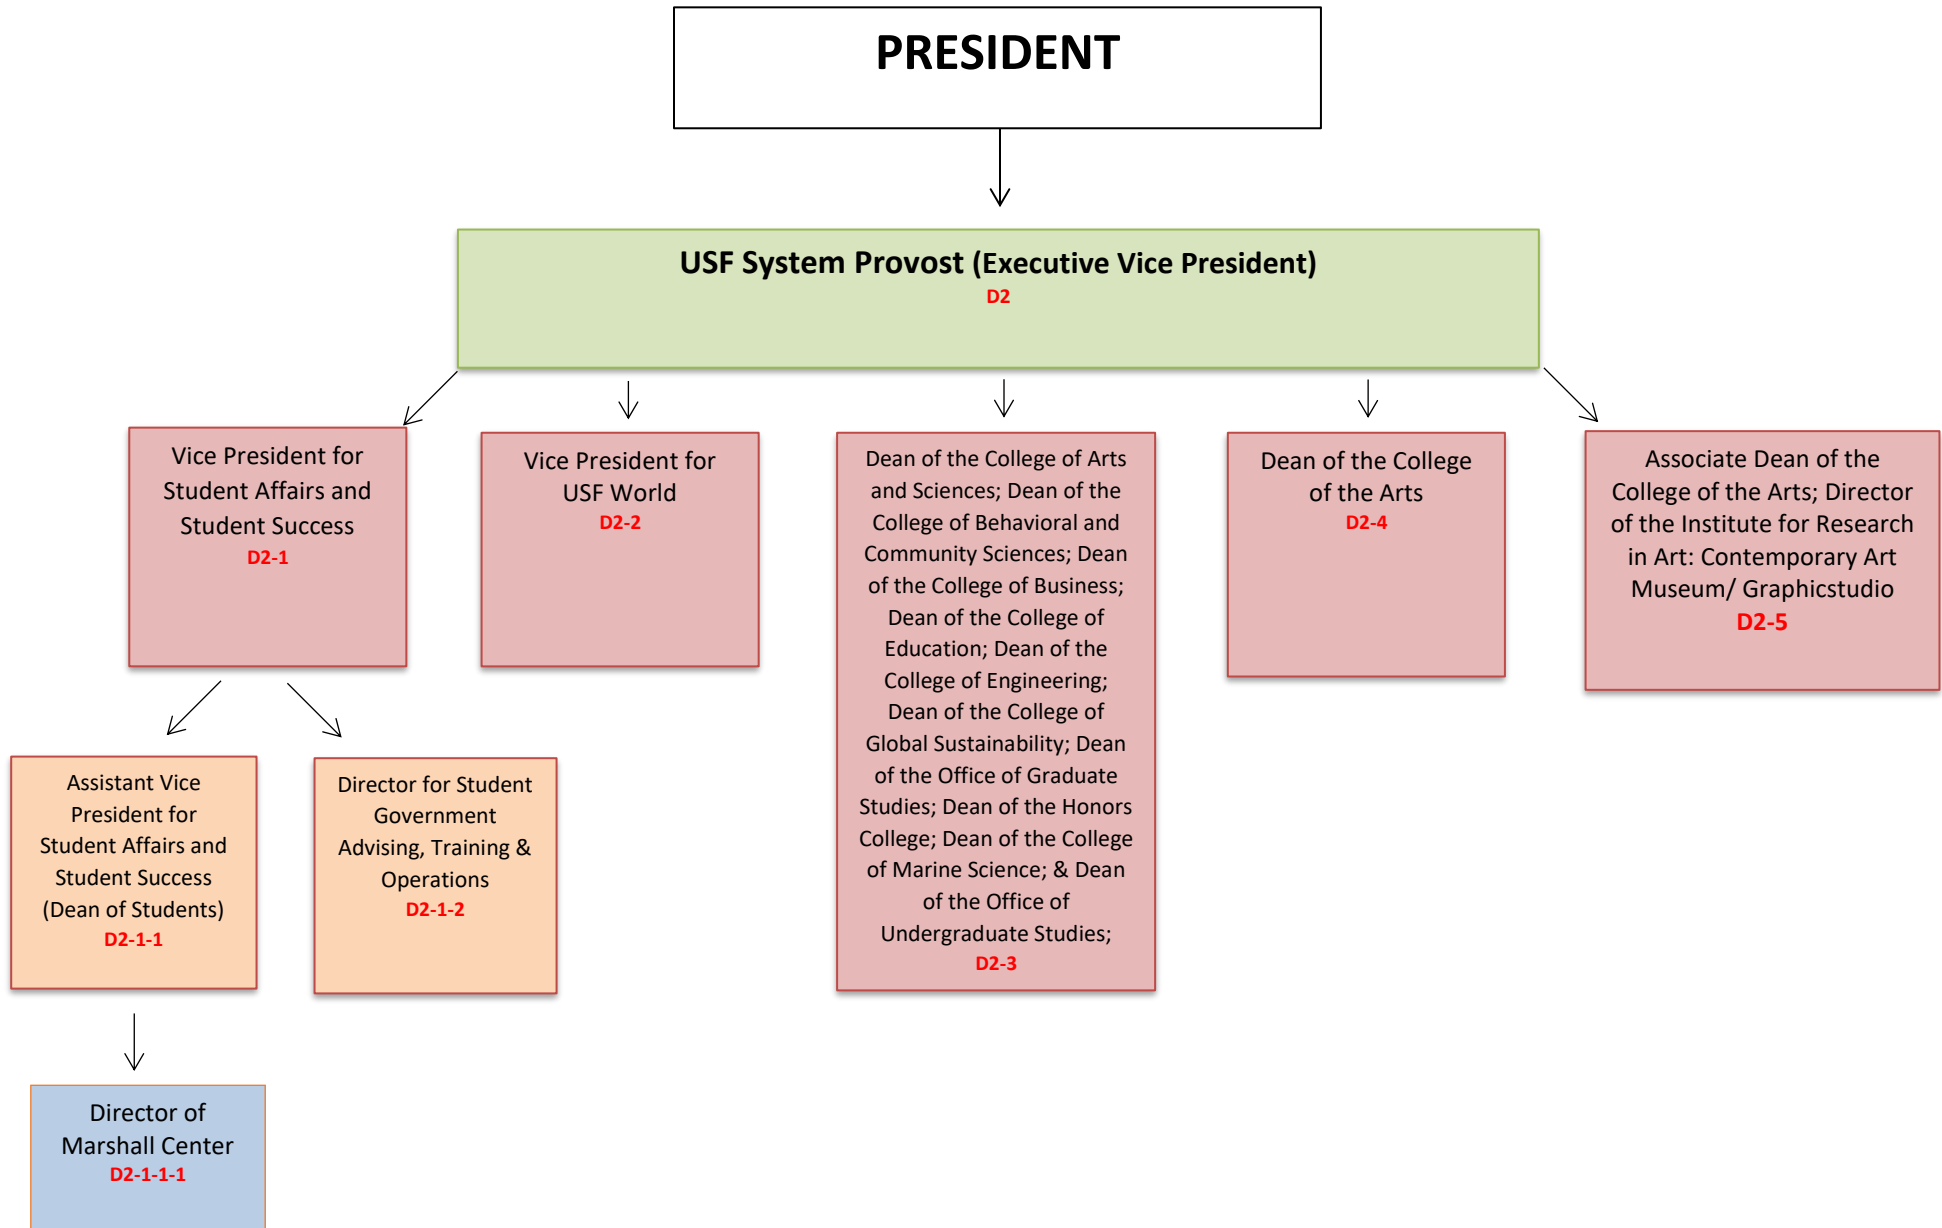 PRESIDENT
USF System Provost (Executive Vice President)
D2
Vice President for
Student Affairs and
Student Success
D2-1
Vice President for
USF World
D2-2
Dean of the College of Arts
and Sciences; Dean of the
College of Behavioral and
Community Sciences; Dean
of the College of Business;
Dean of the College of
Education; Dean of the
College of Engineering;
Dean of the College of
Global Sustainability; Dean
of the Office of Graduate
Studies; Dean of the Honors
College; Dean of the College
of Marine Science; & Dean
of the Office of
Undergraduate Studies;
D2-3
Dean of the College
of the Arts
D2-4
Associate Dean of the
College of the Arts; Director
of the Institute for Research
in Art: Contemporary Art
Museum/ Graphicstudio
D2-5
Assistant Vice
President for
Student Affairs and
Student Success
(Dean of Students)
D2-1-1
Director for Student
Government
Advising, Training &
Operations
D2-1-2
Director of
Marshall Center
D2-1-1-1